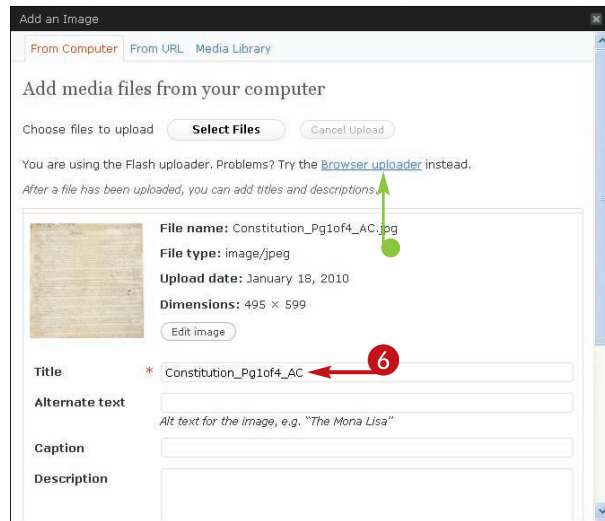 Add an Image
From Computer From URL Media Library
Add media files from your computer
Choose files to upload Select Files Cancel Upload
You are using the Flash uploader. Problems? Try the Browser uploader instead.
After a file has been uploaded, you can add titles and descriptions.
File name: Constitution_Pg1of4_AC.jpg
File type: image/jpeg
Upload date: January 18, 2010
Dimensions: 495 × 599
Edit image
Title * Constitution_Pg1of4_AC 6
Alternate text
Alt text for the image, e.g. "The Mona Lisa"
Caption
Description